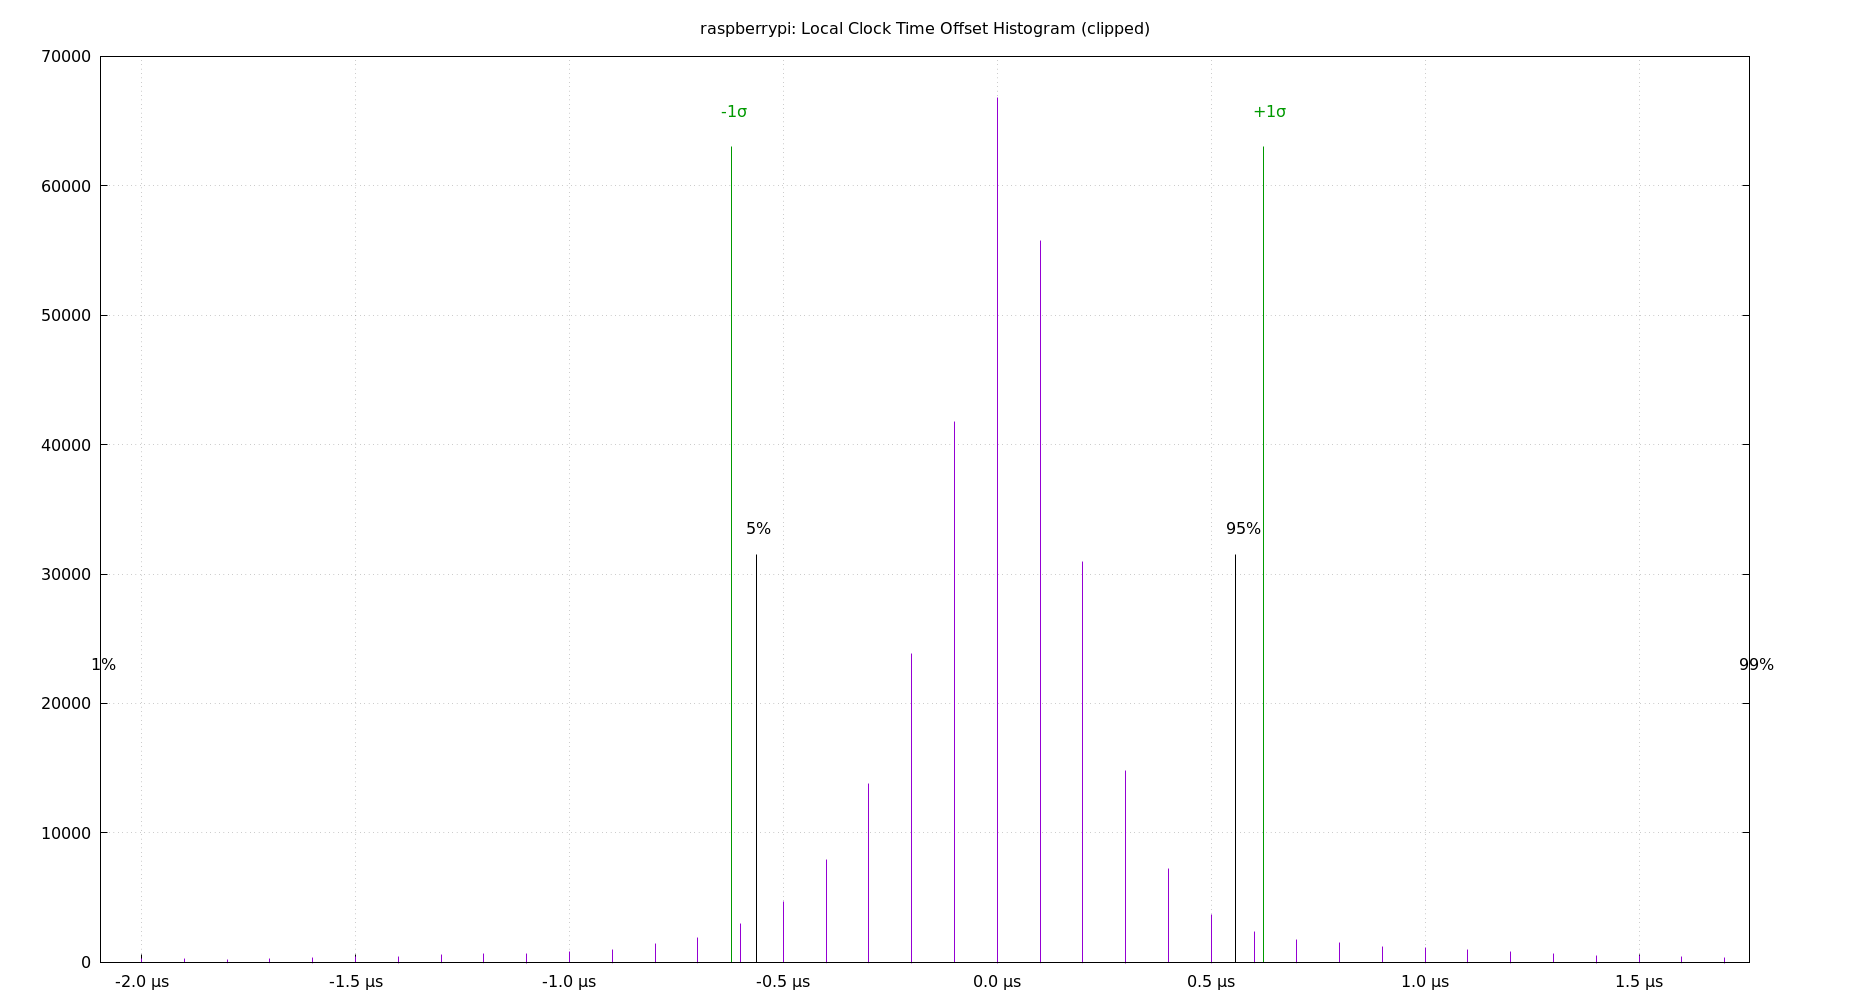 raspberrypi: Local Clock Time Offset Histogram (clipped)
70000
-1σ
+1σ
60000
50000
40000
5%
95%
30000
1%
99%
20000
10000
0
-2.0 µs
-1.5 µs
-1.0 µs
-0.5 µs
0.0 µs
0.5 µs
1.0 µs
1.5 µs